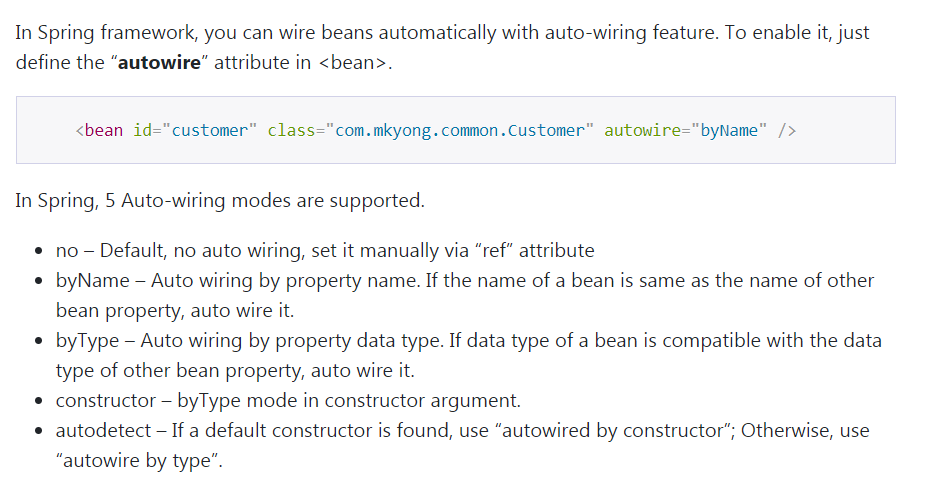 In Spring framework, you can wire beans automatically with auto-wiring feature. To enable it, just
define the “autowire” attribute in <bean>.
<bean id="customer" class="com.mkyong.common.Customer" autowire="byName" />
In Spring, 5 Auto-wiring modes are supported.
• no – Default, no auto wiring, set it manually via “ref” attribute
• byName – Auto wiring by property name. If the name of a bean is same as the name of other
bean property, auto wire it.
• byType – Auto wiring by property data type. If data type of a bean is compatible with the data
type of other bean property, auto wire it.
• constructor – byType mode in constructor argument.
• autodetect – If a default constructor is found, use “autowired by constructor”; Otherwise, use
“autowire by type”.